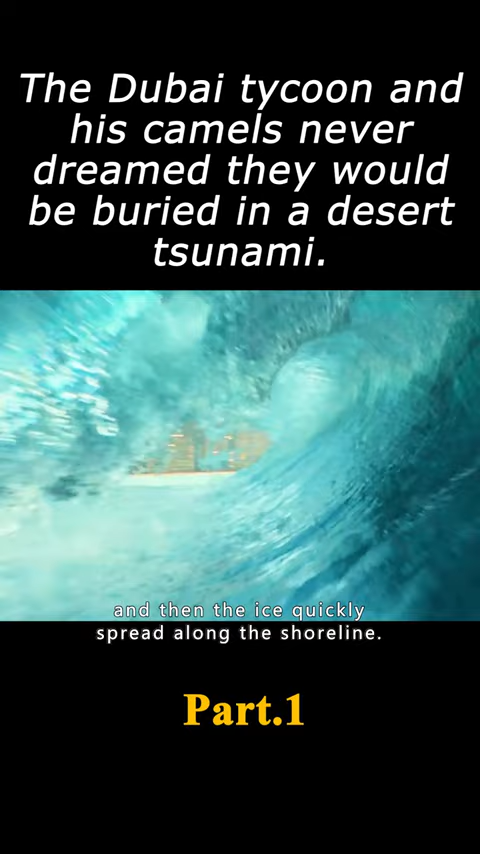 The Dubai tycoon and
his camels never
dreamed they would
be buried in a desert
tsunami.
and then the ice quickly
spread along the shoreline.
Part.1